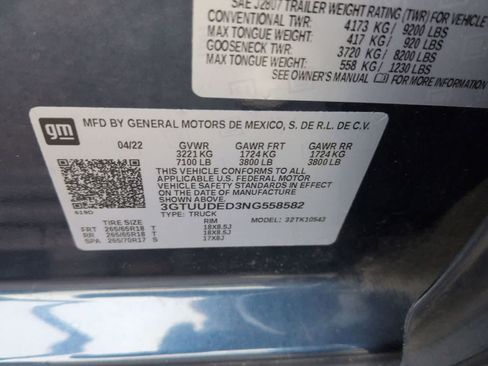 SAE J2807 TRAILER WEIGHT RATING (TWR) FOR VEHICLE
CONVENTIONAL TWR: 4173 KG / 9200 LBS
MAX TONGUE WEIGHT: 417 KG / 920 LBS
GOOSENECK TWR: 3720 KG / 8200 LBS
MAX TONGUE WEIGHT: 558 KG / 1230 LBS
SEE OWNER'S MANUAL FOR MORE INFORMATION
gm
MFD BY GENERAL MOTORS DE MEXICO, S. DE R.L. DE C.V.
04/22 GVWR GAWR FRT GAWR RR
3221 KG 1724 KG 1724 KG
7100 LB 3800 LB 3800 LB
THIS VEHICLE CONFORMS TO ALL APPLICABLE
U.S. FEDERAL MOTOR VEHICLE SAFETY
STANDARDS IN EFFECT ON THE DATE OF
MANUFACTURE SHOWN ABOVE.
3GTUUDED3NG558582
TYPE: TRUCK MODEL: 32TK10543
TIRE SIZE RIM
FRT 265/65R18 T 18X8.5J
RR 265/65R18 T 18X8.5J
SPA 265/70R17 S 17X8J